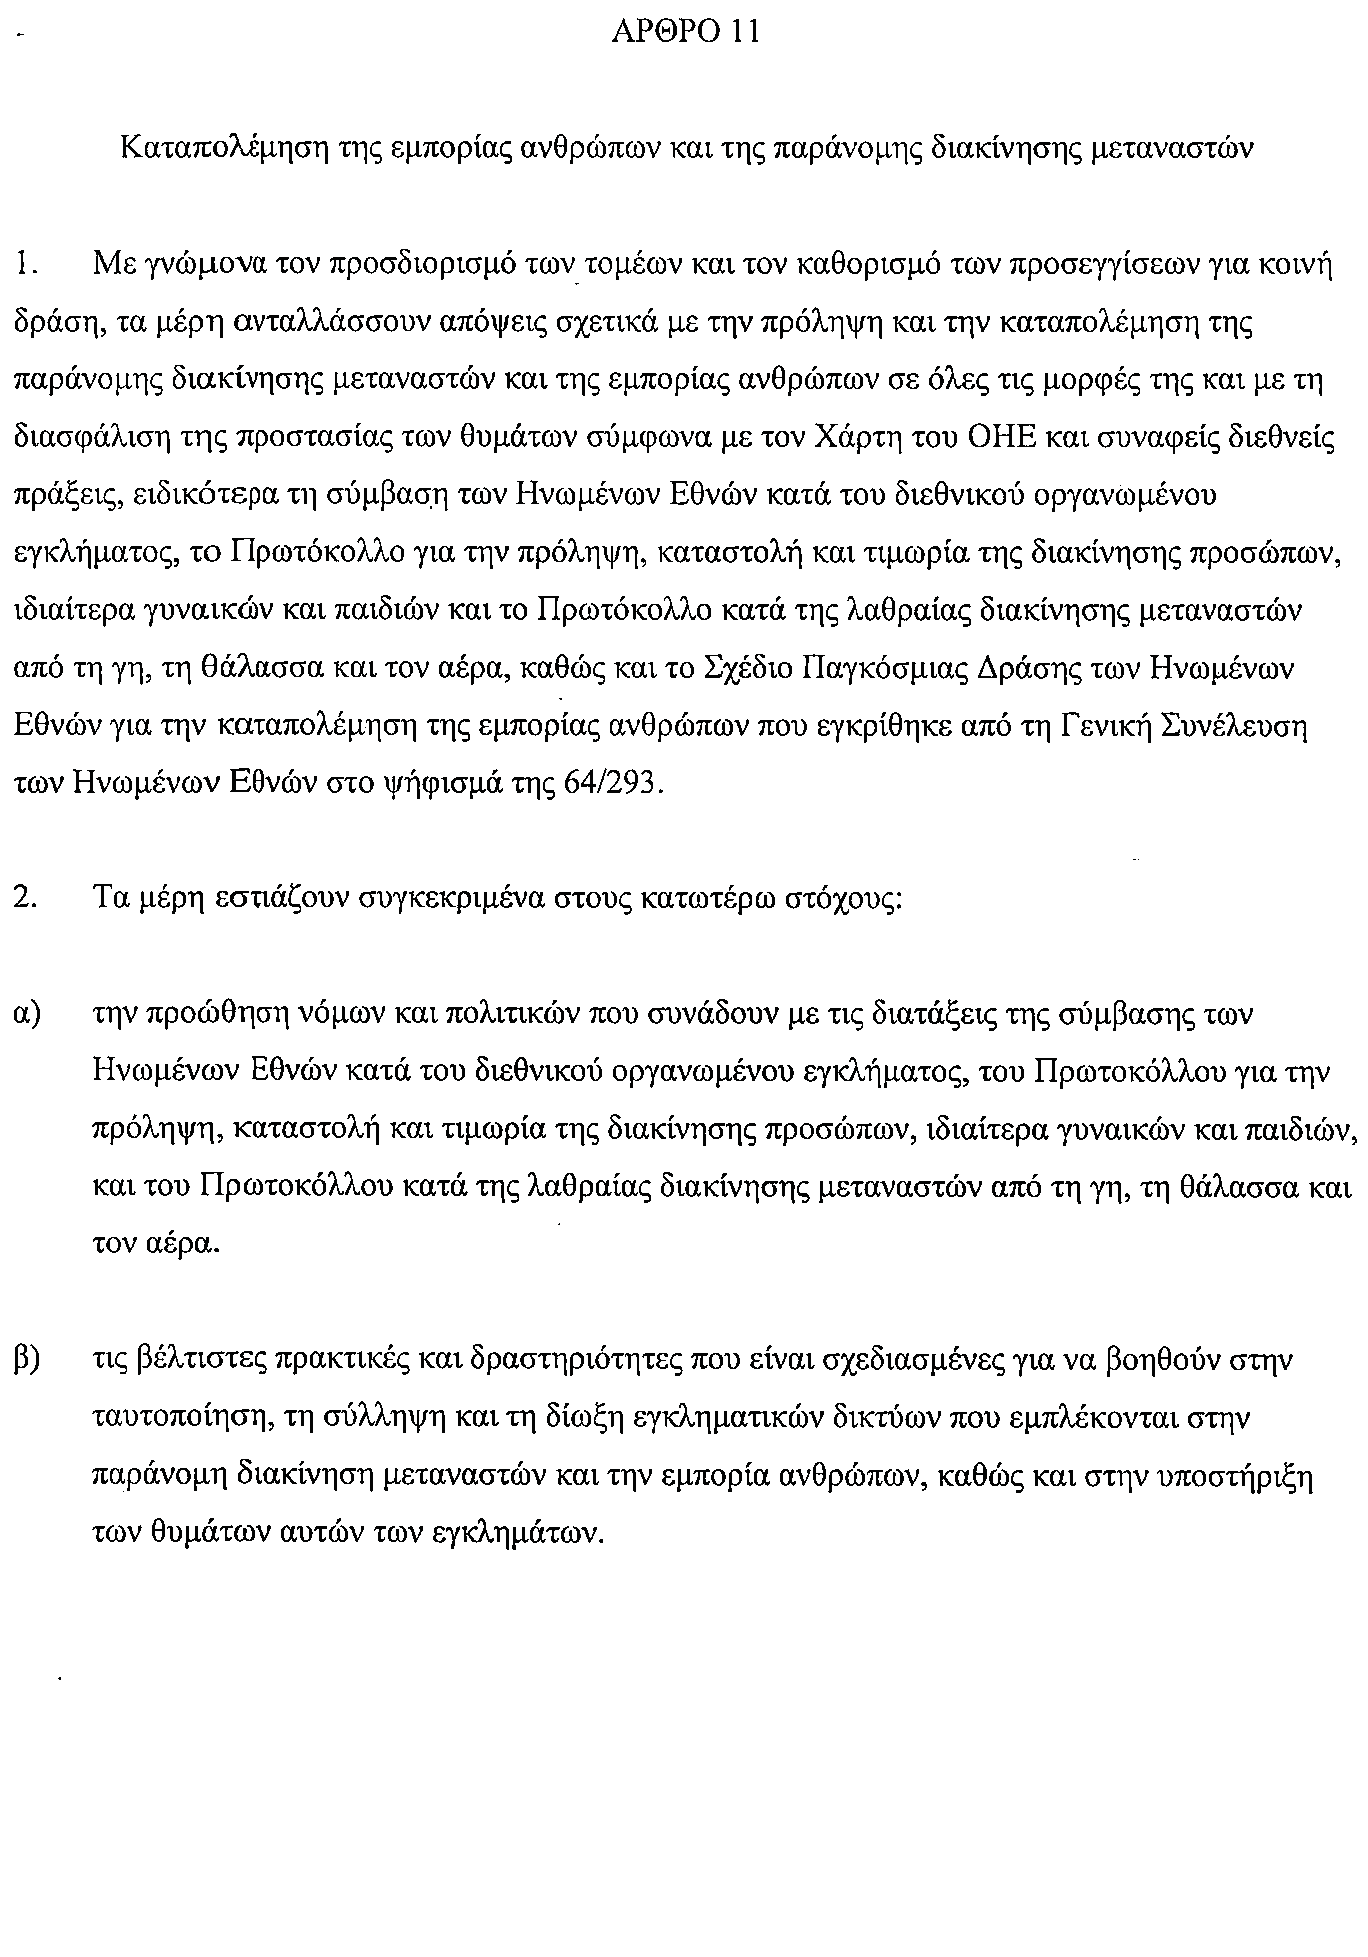 ΑΡΘΡΟ 11
Καταπολέμηση της εμπορίας ανθρώπων και της παράνομης διακίνησης μεταναστών
1. Με γνώμονα τον προσδιορισμό των τομέων και τον καθορισμό των προσεγγίσεων για κοινή
δράση, τα μέρη ανταλλάσσουν απόψεις σχετικά με την πρόληψη και την καταπολέμηση της
παράνομης διακίνησης μεταναστών και της εμπορίας ανθρώπων σε όλες τις μορφές της και με τη
διασφάλιση της προστασίας των θυμάτων σύμφωνα με τον Χάρτη του ΟΗΕ και συναφείς διεθνείς
πράξεις, ειδικότερα τη σύμβαση των Ηνωμένων Εθνών κατά του διεθνικού οργανωμένου
εγκλήματος, το Πρωτόκολλο για την πρόληψη, καταστολή και τιμωρία της διακίνησης προσώπων,
ιδιαίτερα γυναικών και παιδιών και το Πρωτόκολλο κατά της λαθραίας διακίνησης μεταναστών
από τη γη, τη θάλασσα και τον αέρα, καθώς και το Σχέδιο Παγκόσμιας Δράσης των Ηνωμένων
Εθνών για την καταπολέμηση της εμπορίας ανθρώπων που εγκρίθηκε από τη Γενική Συνέλευση
των Ηνωμένων Εθνών στο ψήφισμά της 64/293.
2. Τα μέρη εστιάζουν συγκεκριμένα στους κατωτέρω στόχους:
α) την προώθηση νόμων και πολιτικών που συνάδουν με τις διατάξεις της σύμβασης των
Ηνωμένων Εθνών κατά του διεθνικού οργανωμένου εγκλήματος, του Πρωτοκόλλου για την
πρόληψη, καταστολή και τιμωρία της διακίνησης προσώπων, ιδιαίτερα γυναικών και παιδιών,
και του Πρωτοκόλλου κατά της λαθραίας διακίνησης μεταναστών από τη γη, τη θάλασσα και
τον αέρα.
β) τις βέλτιστες πρακτικές και δραστηριότητες που είναι σχεδιασμένες για να βοηθούν στην
ταυτοποίηση, τη σύλληψη και τη δίωξη εγκληματικών δικτύων που εμπλέκονται στην
παράνομη διακίνηση μεταναστών και την εμπορία ανθρώπων, καθώς και στην υποστήριξη
των θυμάτων αυτών των εγκλημάτων.